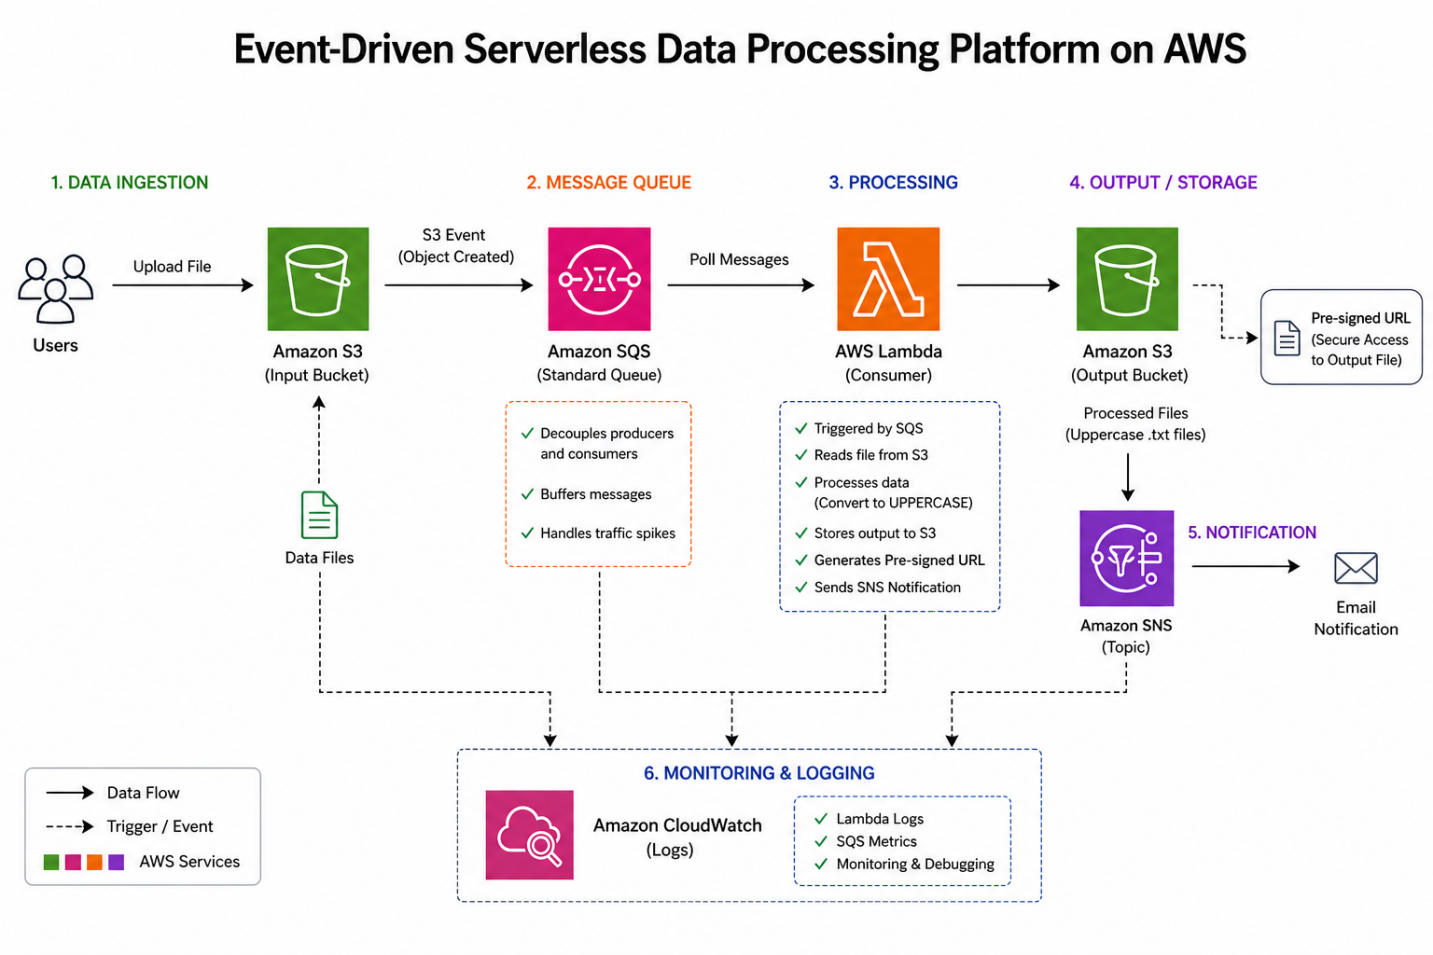 Event-Driven Serverless Data Processing Platform on AWS
1. DATA INGESTION
2. MESSAGE QUEUE
3. PROCESSING
4. OUTPUT / STORAGE
Users
Upload File
Amazon S3
(Input Bucket)
S3 Event
(Object Created)
Amazon SQS
(Standard Queue)
Poll Messages
AWS Lambda
(Consumer)
Amazon S3
(Output Bucket)
Pre-signed URL
(Secure Access
to Output File)
Data Files
Decouples producers
and consumers
Buffers messages
Handles traffic spikes
Triggered by SQS
Reads file from S3
Processes data
(Convert to UPPERCASE)
Stores output to S3
Generates Pre-signed URL
Sends SNS Notification
Processed Files
(Uppercase .txt files)
5. NOTIFICATION
Amazon SNS
(Topic)
Email
Notification
6. MONITORING & LOGGING
Amazon CloudWatch
(Logs)
Lambda Logs
SQS Metrics
Monitoring & Debugging
Data Flow
Trigger / Event
AWS Services